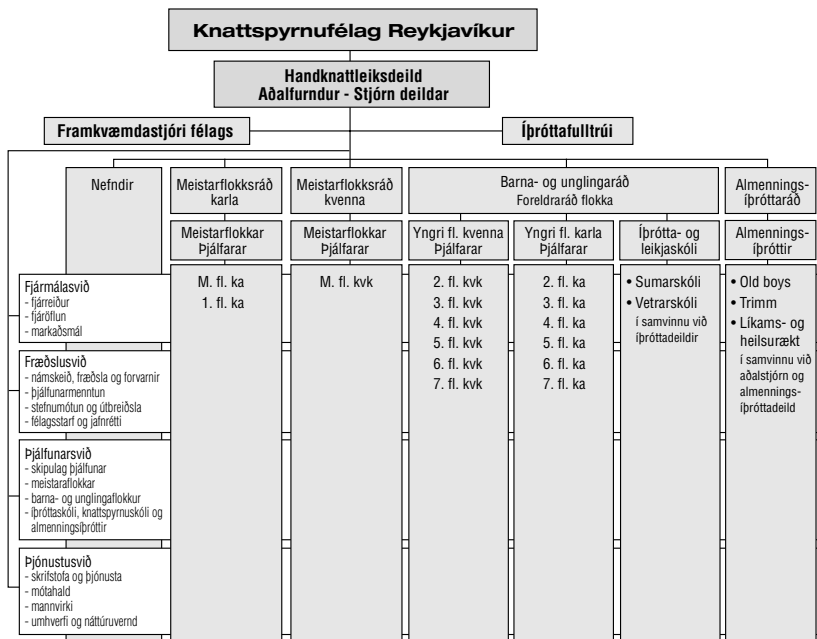 Knattspyrnufélag Reykjavíkur
Handknattleiksdeild
Aðalfurndur - Stjórn deildar
Framkvæmdastjóri félags
Íþróttafulltrúi
Nefndir
Meistarflokksráð
karla
Meistarflokksráð
kvenna
Barna- og unglingaráð
Foreldraráð flokka
Almennings-
íþróttaráð
Meistarflokkar
Þjálfarar
Meistarflokkar
Þjálfarar
Yngri fl. kvenna
Þjálfarar
Yngri fl. karla
Þjálfarar
Íþrótta- og
leikjaskóli
Almennings-
íþróttir
M. fl. ka
1. fl. ka
M. fl. kvk
2. fl. kvk
3. fl. kvk
4. fl. kvk
5. fl. kvk
6. fl. kvk
7. fl. kvk
2. fl. ka
3. fl. ka
4. fl. ka
5. fl. ka
6. fl. ka
7. fl. ka
• Sumarskóli
• Vetrarskóli
í samvinnu við
íþróttadeildir
• Old boys
• Trimm
• Líkams- og
heilsurækt
í samvinnu við
aðalstjórn og
almennings-
íþróttadeild
Fjármálasvið
- fjárreiður
- fjáröflun
- markaðsmál
Fræðslusvið
- námskeið, fræðsla og forvarnir
- þjálfunarmenntun
- stefnumótun og útbreiðsla
- félagsstarf og jafnrétti
Þjálfunarsvið
- skipulag þjálfunar
- meistaraflokkar
- barna- og unglingaflokkur
- íþróttaskóli, knattspyrnuskóli og
almenningsíþróttir
Þjónustusvið
- skrifstofa og þjónusta
- mótahald
- mannvirki
- umhverfi og náttúruvernd